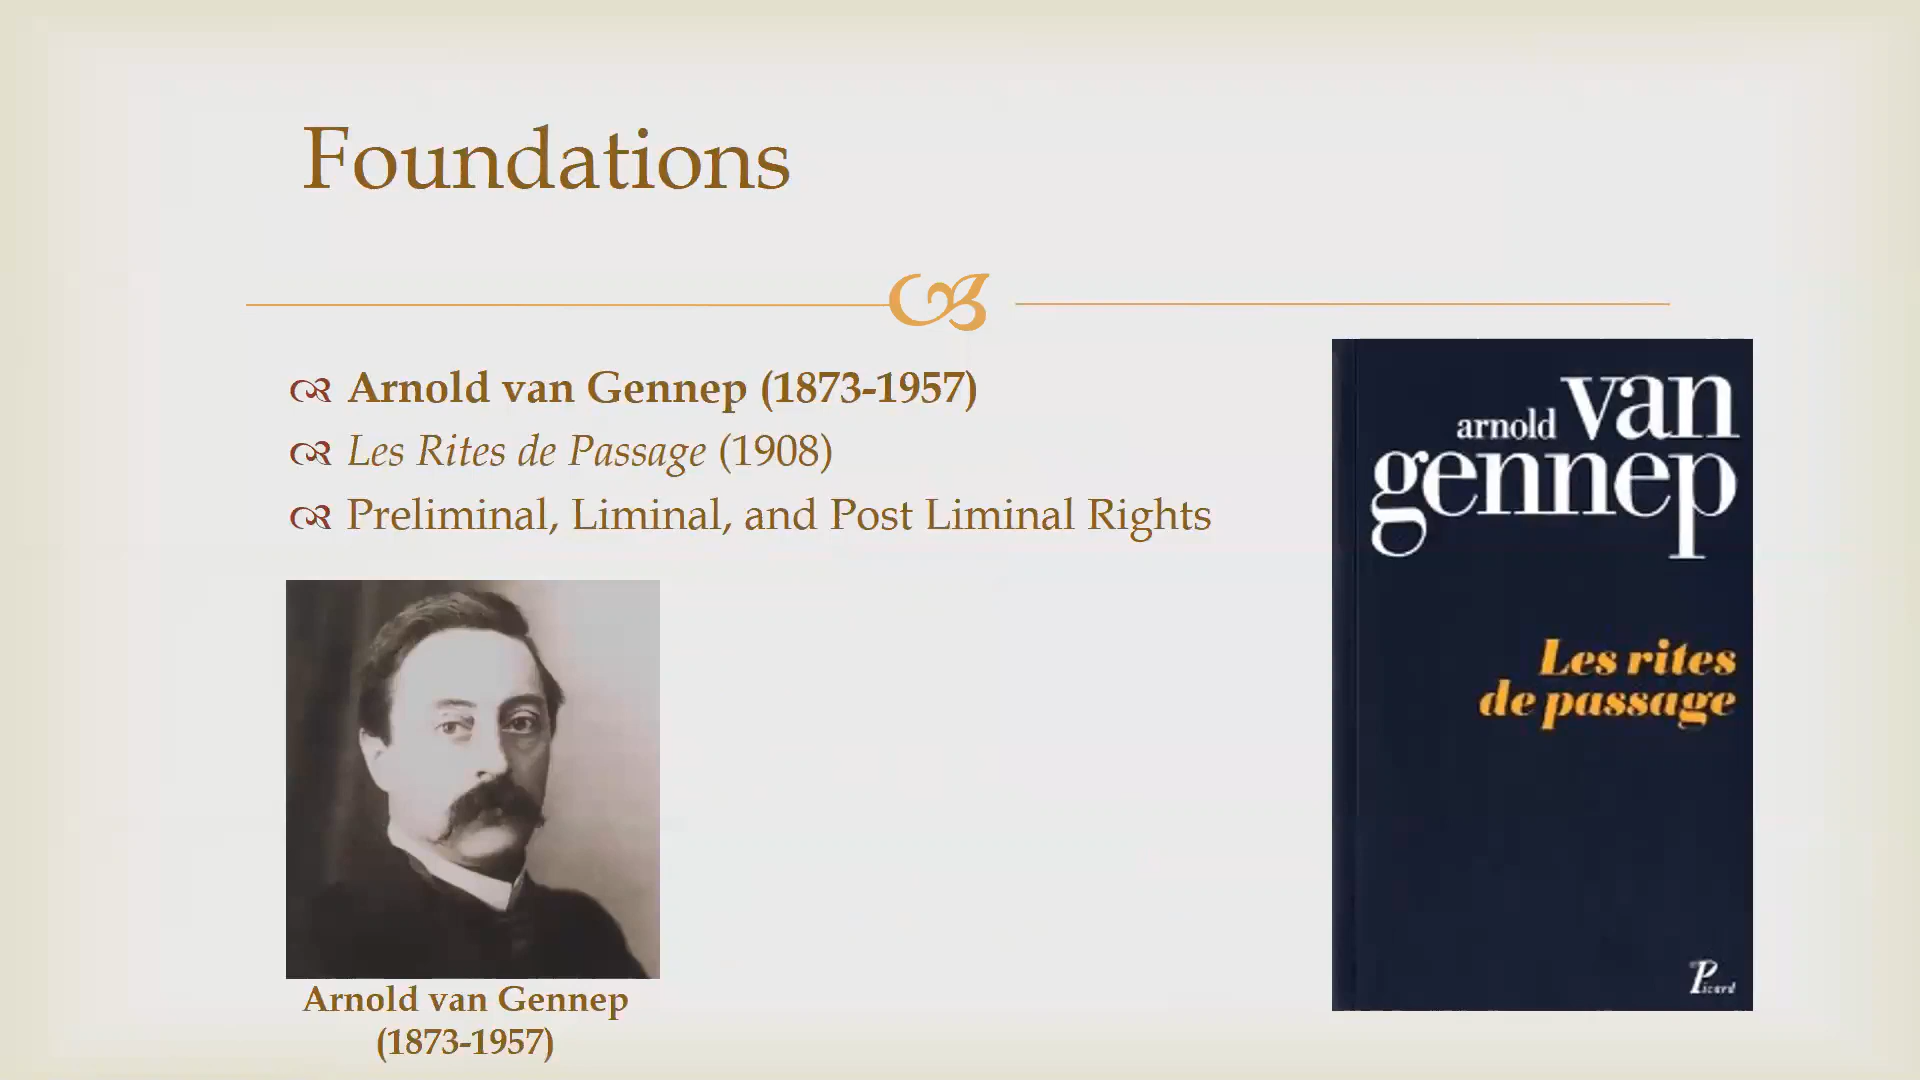 Foundations
Arnold van Gennep (1873-1957)
Les Rites de Passage (1908)
Preliminal, Liminal, and Post Liminal Rights
arnold van
gennep
Les rites
de passage
Picard
Arnold van Gennep
(1873-1957)